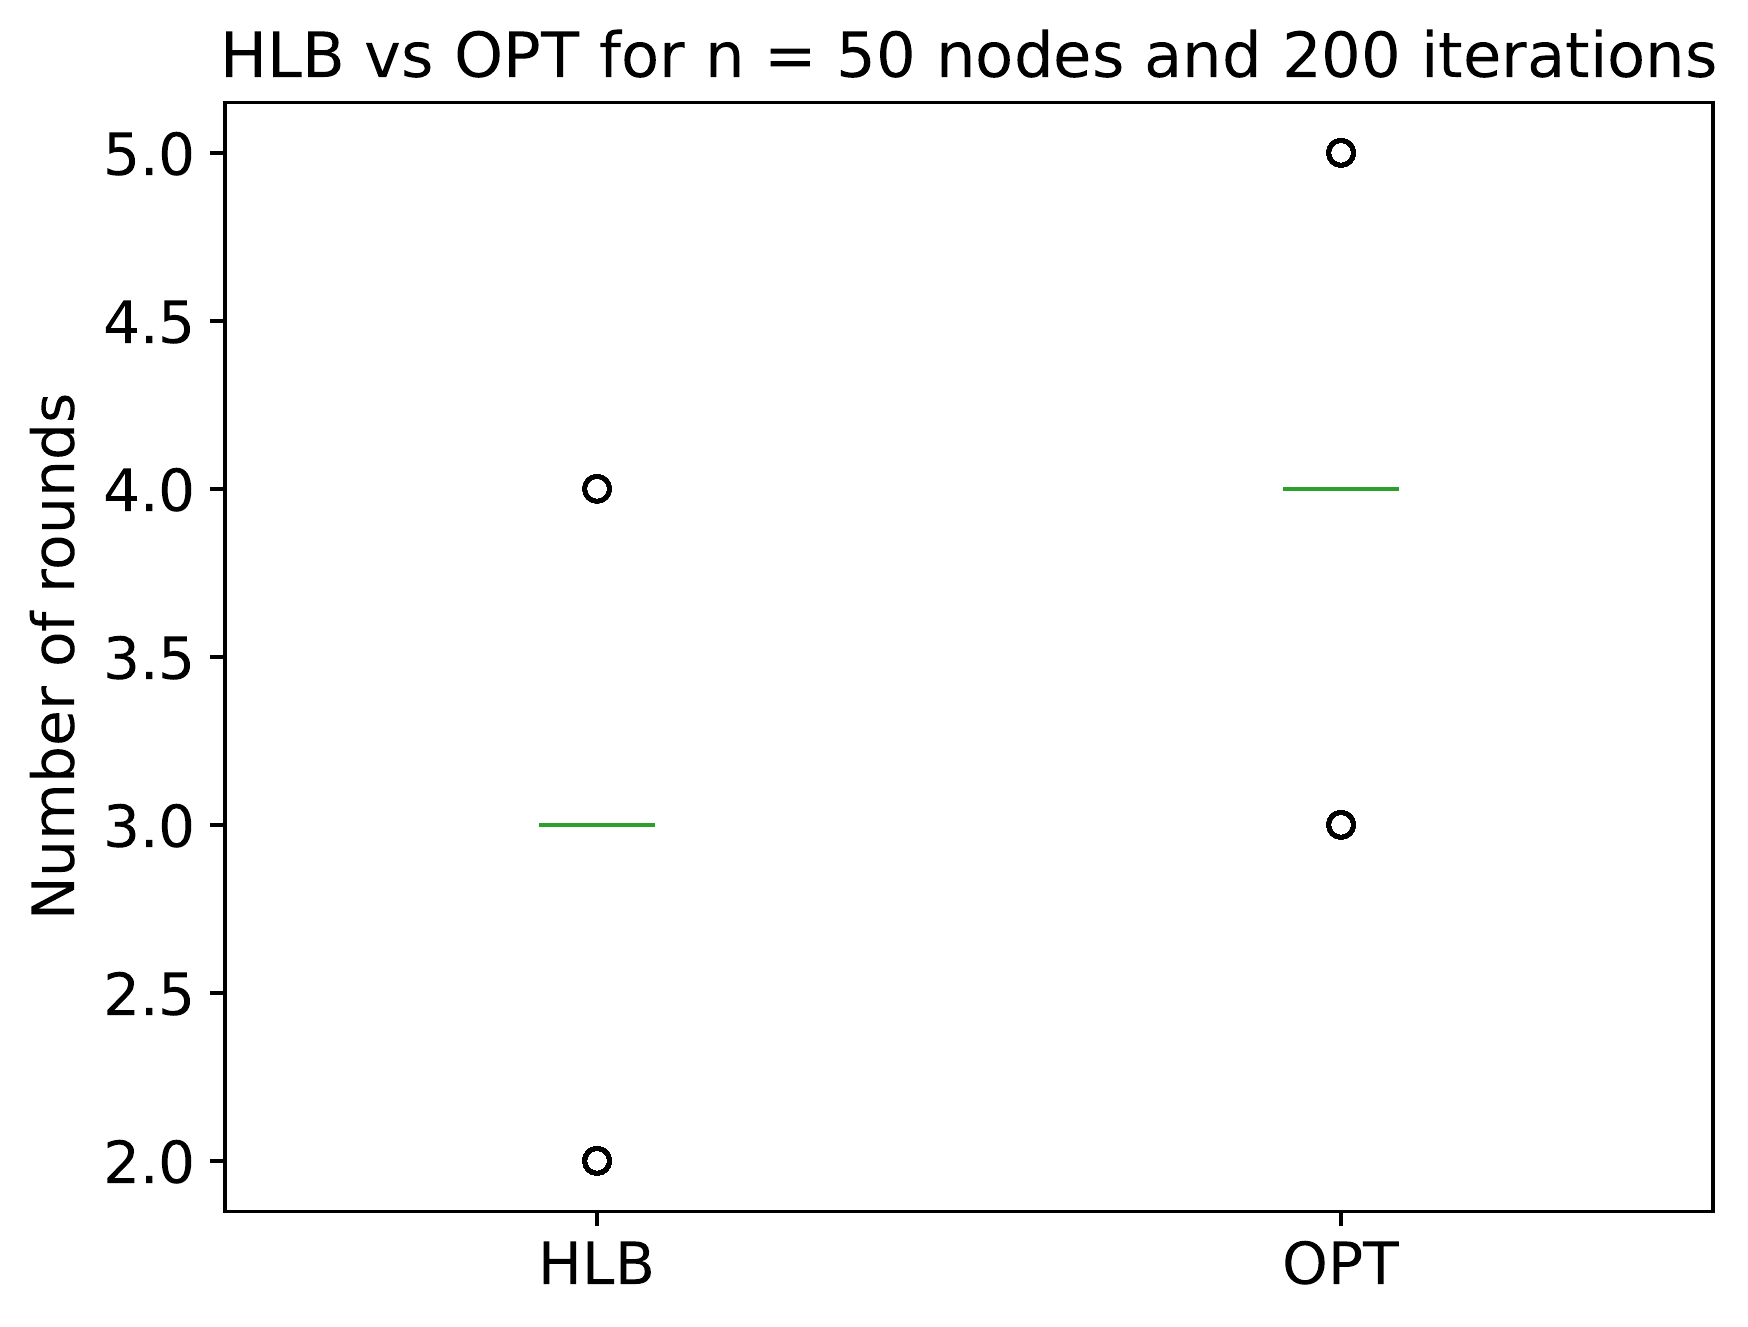 HLB vs OPT for n = 50 nodes and 200 iterations
Number of rounds
5.0
4.5
4.0
3.5
3.0
2.5
2.0
HLB
OPT